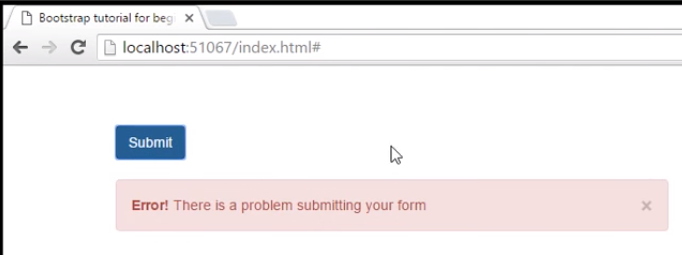 Bootstrap tutorial for beg
localhost:51067/index.html#
Submit
Error! There is a problem submitting your form